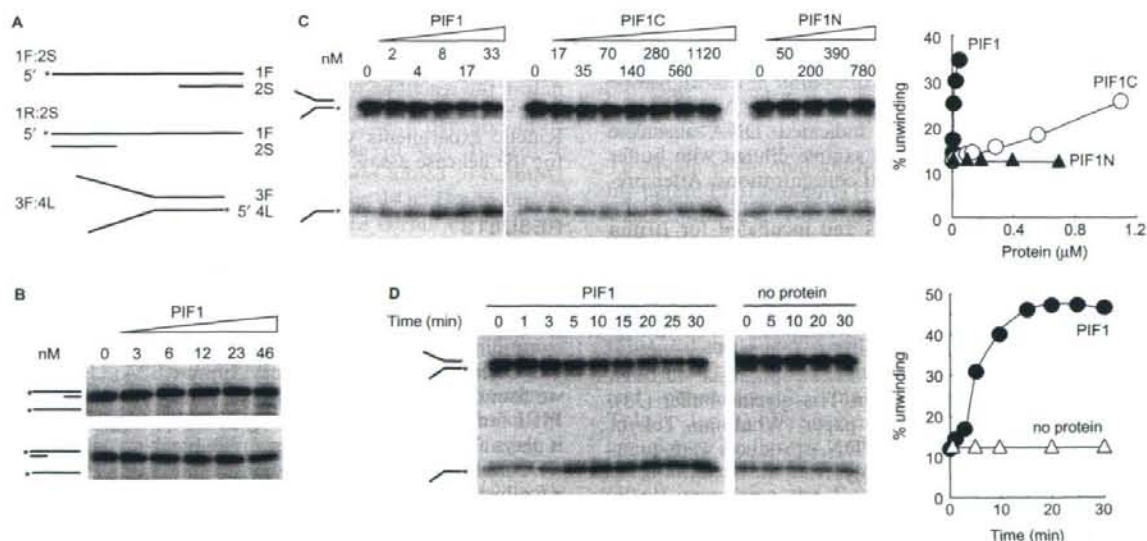 A
1F:2S
5′ * 1F
2S
1R:2S
5′ * 1F
2S
3F:4L
3F
* 5′ 4L
B
PIF1
nM 0 3 6 12 23 46
C
PIF1 PIF1C PIF1N
2 8 33 17 70 280 1120 50 390
nM
0 4 17 0 35 140 560 0 200 780
40
30
20
10
0
% unwinding
PIF1
PIF1C
PIF1N
0 0.4 0.8 1.2
Protein (μM)
D
PIF1 no protein
Time (min) 0 1 3 5 10 15 20 25 30 0 5 10 20 30
50
40
30
20
10
0
% unwinding
PIF1
no protein
0 10 20 30
Time (min)